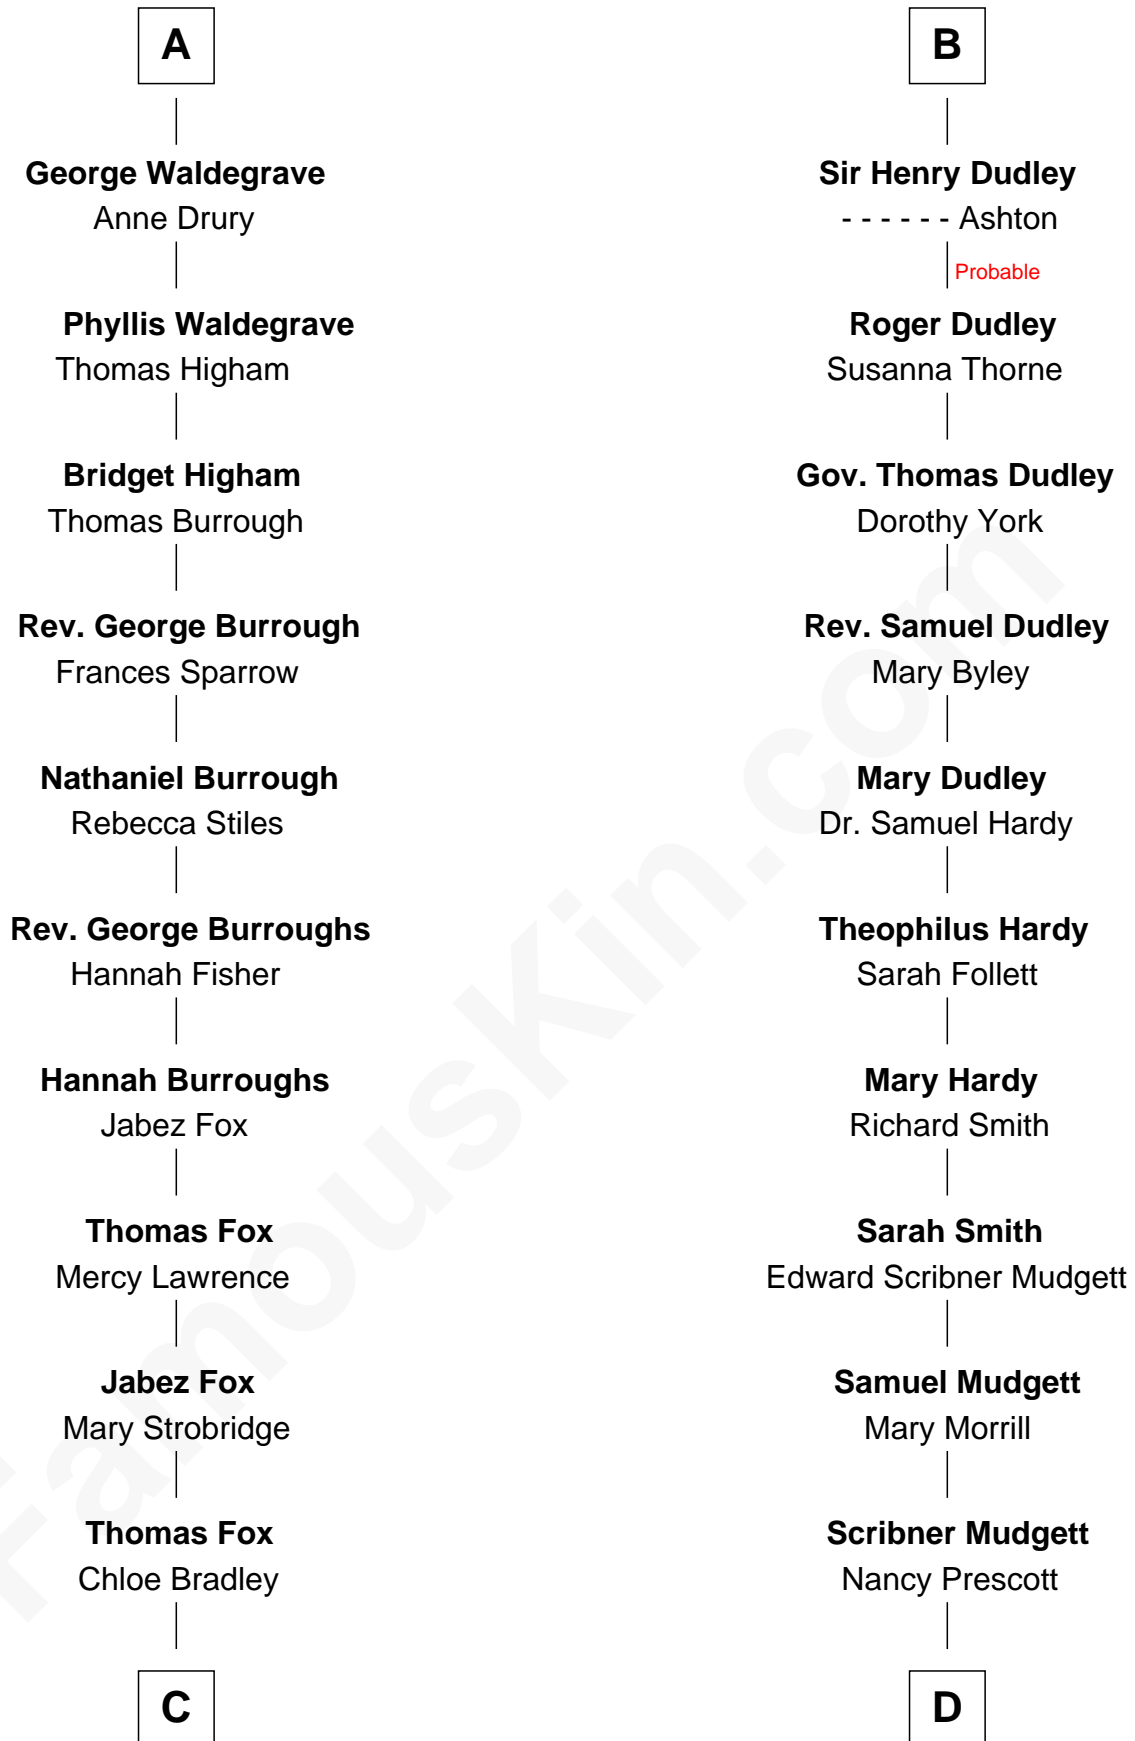 A
George Waldegrave
Anne Drury
Phyllis Waldegrave
Thomas Higham
Bridget Higham
Thomas Burrough
Rev. George Burrough
Frances Sparrow
Nathaniel Burrough
Rebecca Stiles
Rev. George Burroughs
Hannah Fisher
Hannah Burroughs
Jabez Fox
Thomas Fox
Mercy Lawrence
Jabez Fox
Mary Strobridge
Thomas Fox
Chloe Bradley
C
B
Sir Henry Dudley
- - - - - - Ashton
Probable
Roger Dudley
Susanna Thorne
Gov. Thomas Dudley
Dorothy York
Rev. Samuel Dudley
Mary Byley
Mary Dudley
Dr. Samuel Hardy
Theophilus Hardy
Sarah Follett
Mary Hardy
Richard Smith
Sarah Smith
Edward Scribner Mudgett
Samuel Mudgett
Mary Morrill
Scribner Mudgett
Nancy Prescott
D
FamousKin.com